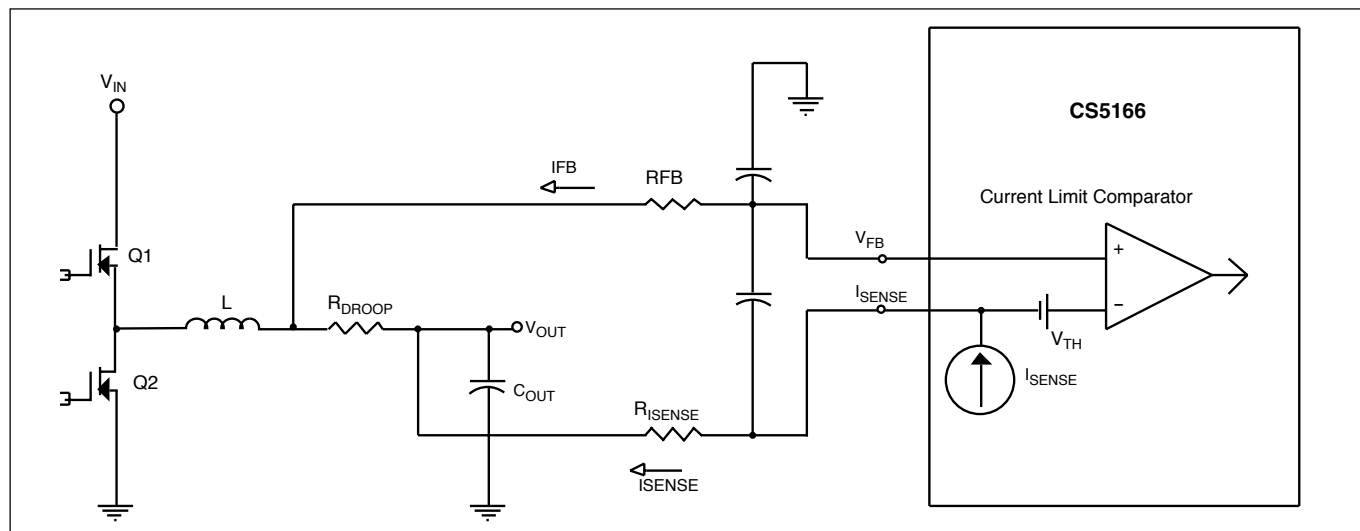 V_IN
IFB
RFB
CS5166
Current Limit Comparator
Q1
V_FB
+
L
R_DROOP
V_OUT
I_SENSE
−
V_TH
Q2
C_OUT
I_SENSE
R_ISENSE
ISENSE